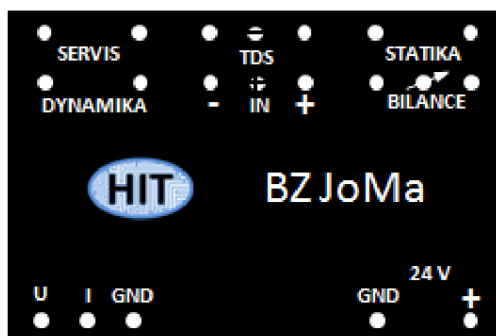 SERVIS TDS STATIKA
DYNAMIKA - IN + BILANCE
HIT BZ JoMa
24 V
U I GND GND +